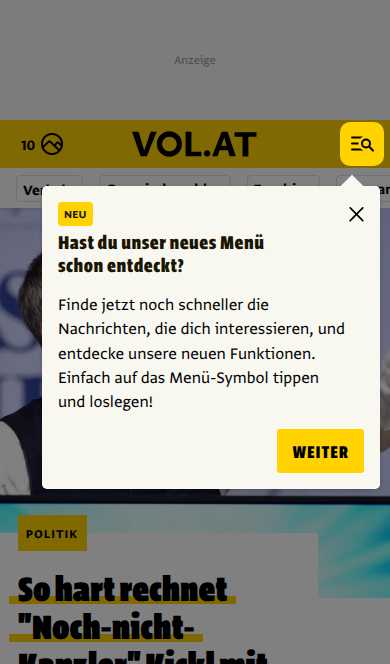 Anzeige
10
VOL.AT
NEU
Hast du unser neues Menü
schon entdeckt?
Finde jetzt noch schneller die
Nachrichten, die dich interessieren, und
entdecke unsere neuen Funktionen.
Einfach auf das Menü-Symbol tippen
und loslegen!
WEITER
POLITIK
So hart rechnet
"Noch-nicht-
Kanzler" Kickl mit